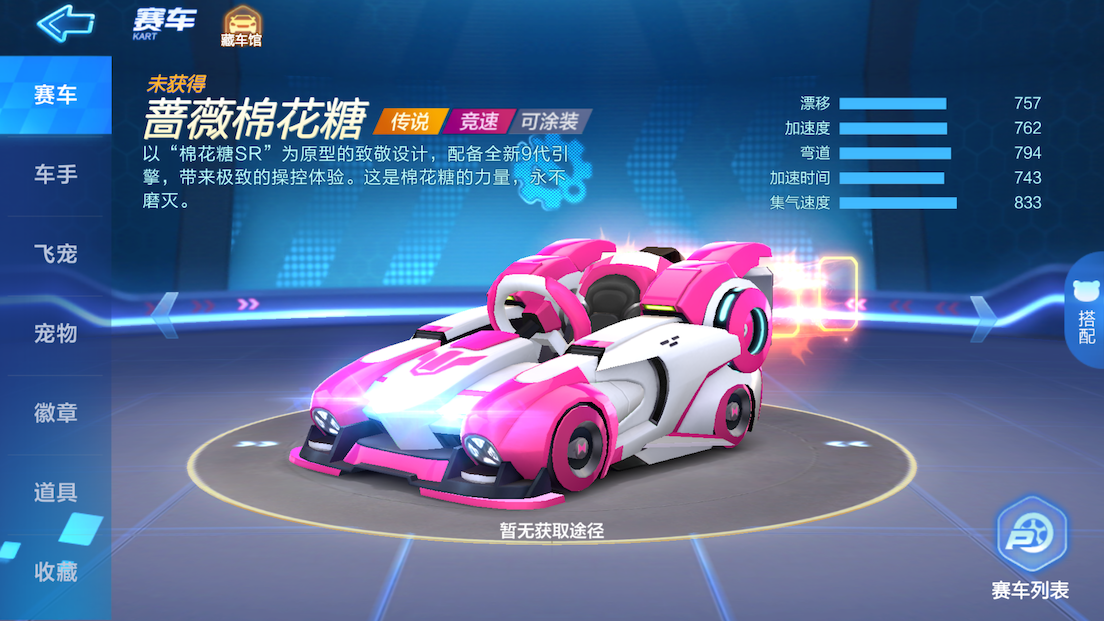 赛车
KART
藏车馆
赛车
车手
飞宠
宠物
徽章
道具
收藏
未获得
蔷薇棉花糖
传说
竞速
可涂装
以“棉花糖SR”为原型的致敬设计，配备全新9代引
擎，带来极致的操控体验。这是棉花糖的力量，永不
磨灭。
漂移 757
加速度 762
弯道 794
加速时间 743
集气速度 833
搭配
暂无获取途径
赛车列表